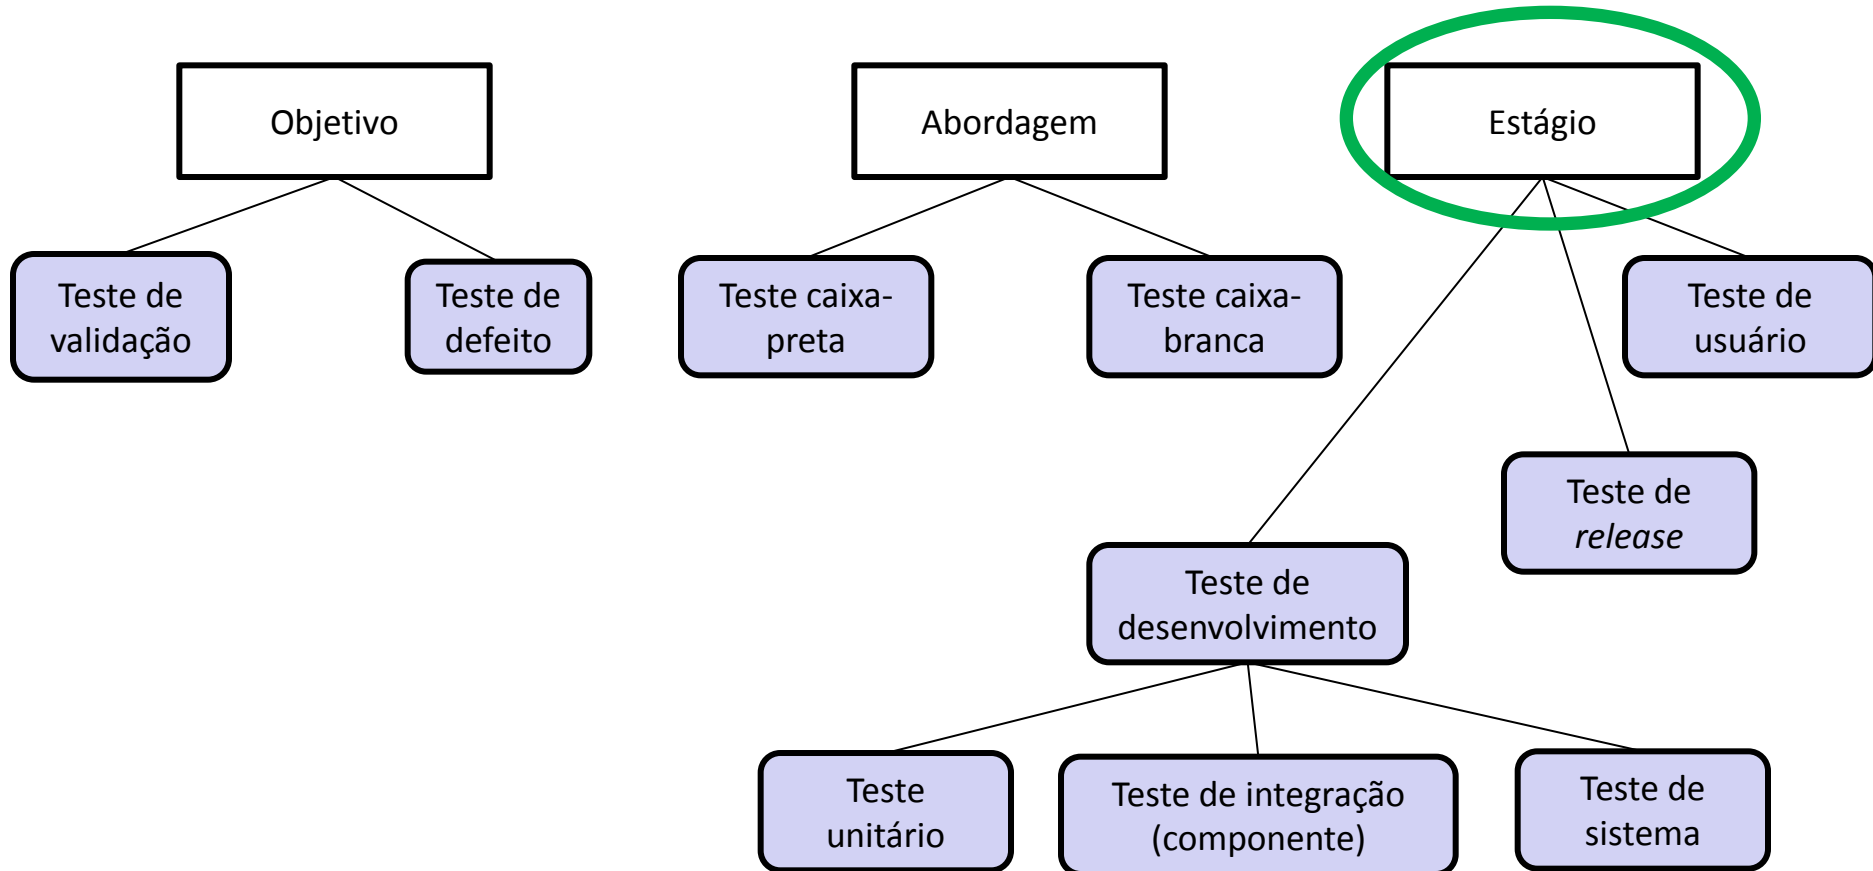 Objetivo
Abordagem
Estágio
Teste de
validação
Teste de
defeito
Teste caixa-
preta
Teste caixa-
branca
Teste de
usuário
Teste de
release
Teste de
desenvolvimento
Teste
unitário
Teste de integração
(componente)
Teste de
sistema